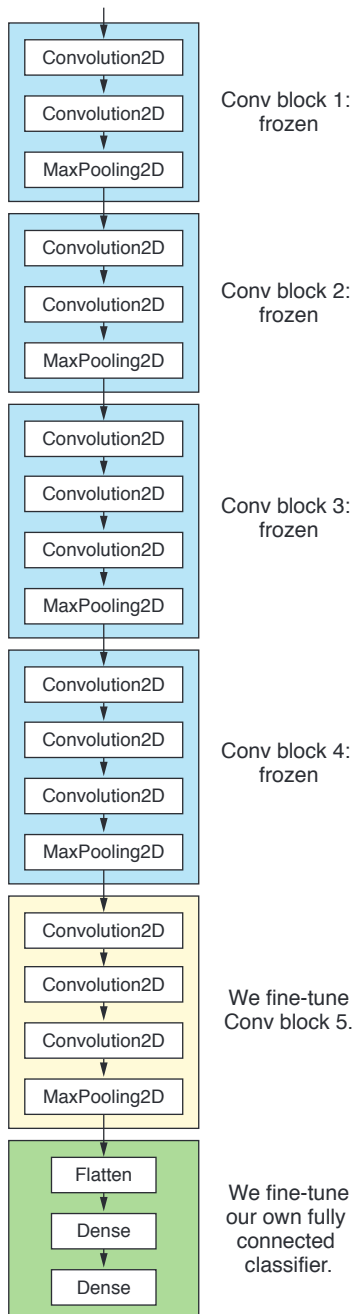 Convolution2D
Convolution2D
MaxPooling2D
Conv block 1:
frozen
Convolution2D
Convolution2D
MaxPooling2D
Conv block 2:
frozen
Convolution2D
Convolution2D
Convolution2D
MaxPooling2D
Conv block 3:
frozen
Convolution2D
Convolution2D
Convolution2D
MaxPooling2D
Conv block 4:
frozen
Convolution2D
Convolution2D
Convolution2D
MaxPooling2D
We fine-tune
Conv block 5.
Flatten
Dense
Dense
We fine-tune
our own fully
connected
classifier.